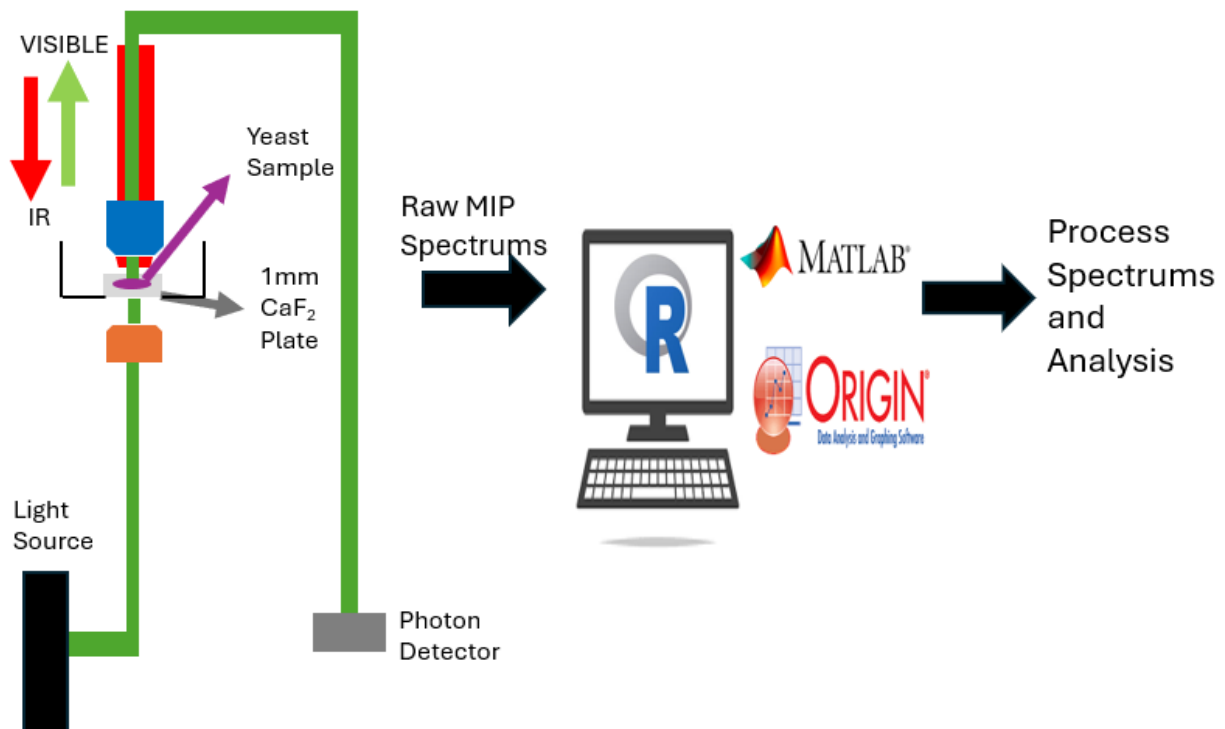 VISIBLE
IR
Yeast
Sample
1mm
CaF₂
Plate
Light
Source
Photon
Detector
Raw MIP
Spectrums
R
MATLAB®
ORIGIN®
Data Analysis and Graphing Software
Process
Spectrums
and
Analysis